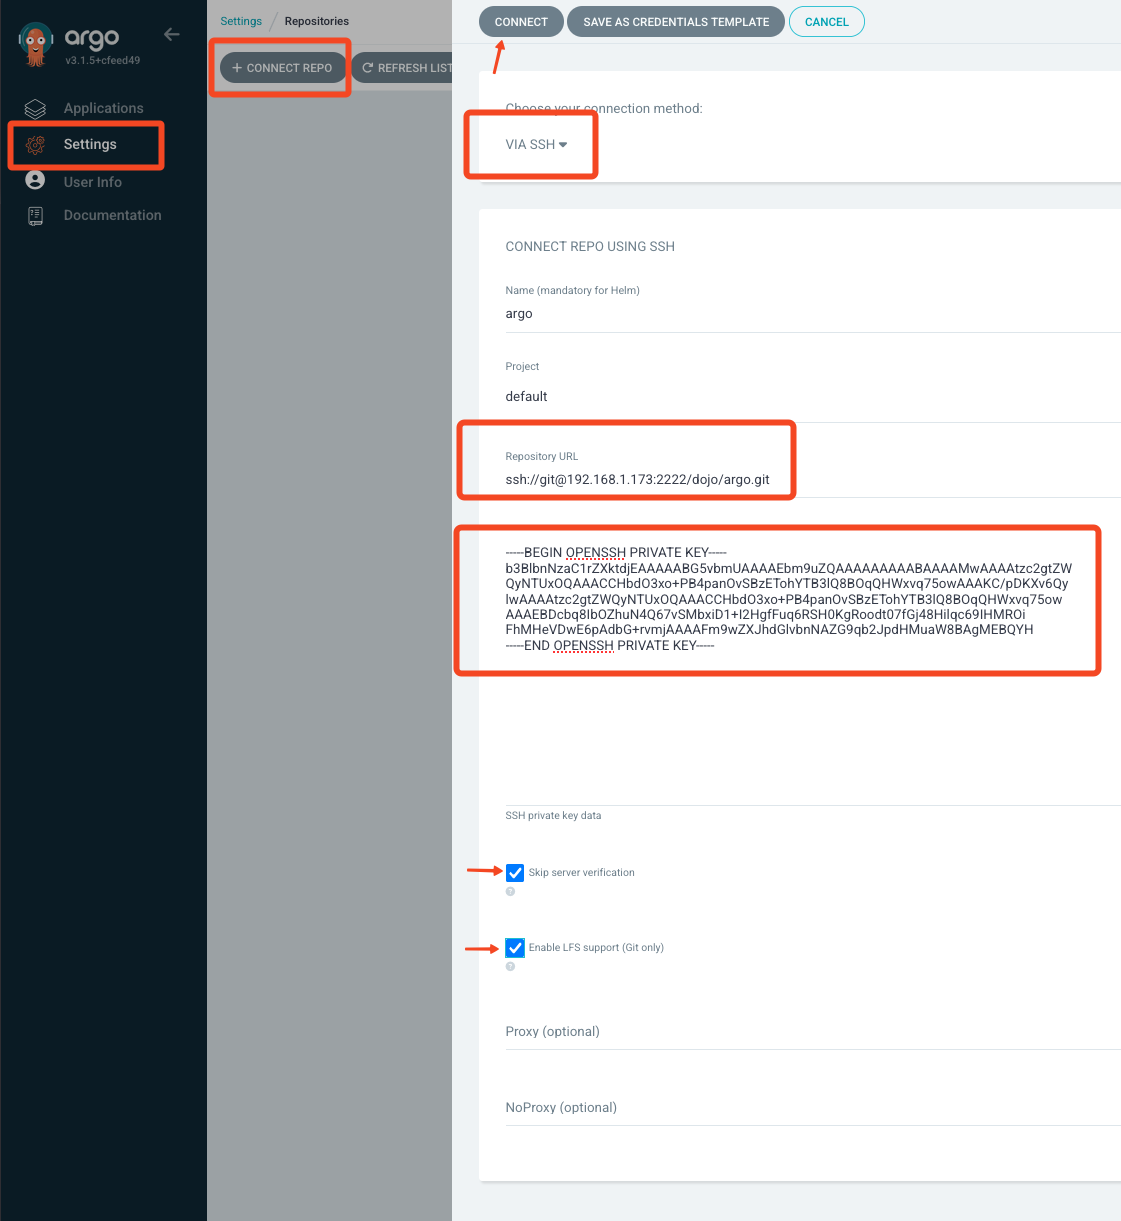 argo
v3.1.5+cfeed49
Applications
Settings
User Info
Documentation
Settings / Repositories
+ CONNECT REPO
REFRESH LIST
CONNECT
SAVE AS CREDENTIALS TEMPLATE
CANCEL
Choose your connection method:
VIA SSH
CONNECT REPO USING SSH
Name (mandatory for Helm)
argo
Project
default
Repository URL
ssh://git@192.168.1.173:2222/dojo/argo.git
-----BEGIN OPENSSH PRIVATE KEY-----
b3BlbnNzaC1rZXktdjEAAAAABG5vbmUAAAAEbm9uZQAAAAAAAAABAAAAMwAAAAtzc2gtZW
QyNTUxOQAAACCHbdO3xo+PB4panOvSBzETohYTB3lQ8BOqQHWxvq75owAAAKC/pDKXv6Qy
lwAAAAtzc2gtZWQyNTUxOQAAACCHbdO3xo+PB4panOvSBzETohYTB3lQ8BOqQHWxvq75ow
AAAEBDcbq8IbOZhuN4Q67vSMbxiD1+I2HgfFuq6RSH0KgRoodt07fGj48Hilqc69IHMROi
FhMHeVDwE6pAdbG+rvmjAAAAFm9wZXJhdGlvbnNAZG9qb2JpdHMuaW8BAgMEBQYH
-----END OPENSSH PRIVATE KEY-----
SSH private key data
Skip server verification
Enable LFS support (Git only)
Proxy (optional)
NoProxy (optional)